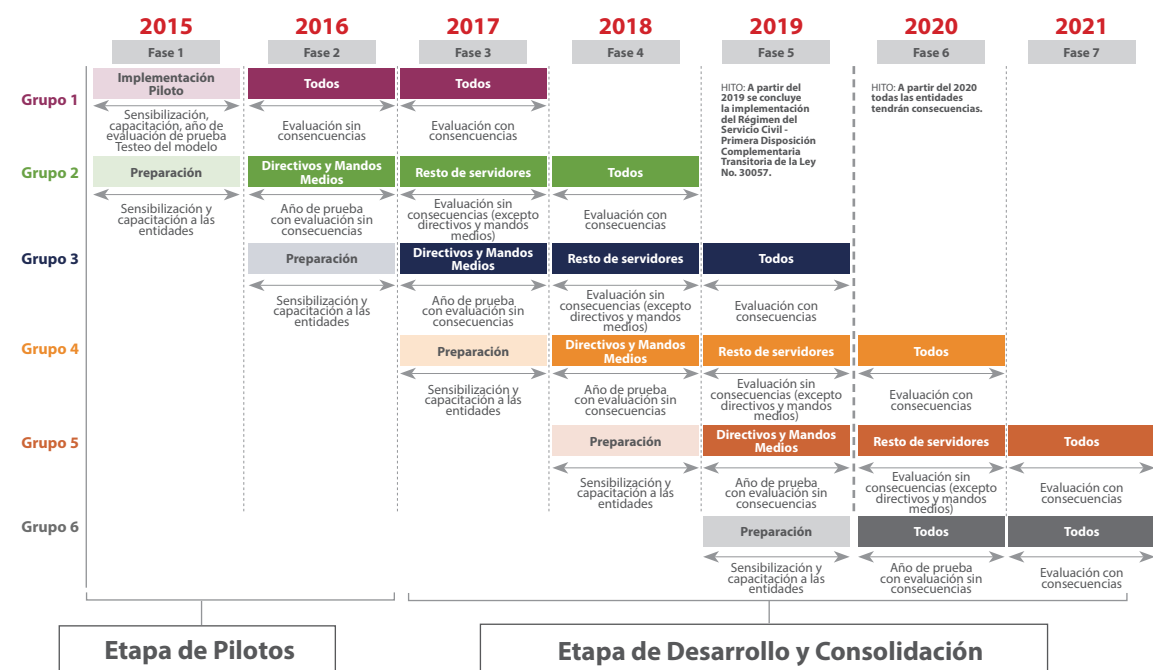 2015 2016 2017 2018 2019 2020 2021
Fase 1 Fase 2 Fase 3 Fase 4 Fase 5 Fase 6 Fase 7
Grupo 1
Implementación
Piloto
Sensibilización,
capacitación, año de
evaluación de prueba
Testeo del modelo
Todos
Evaluación sin
consencuencias
Todos
Evaluación con
consencuencias
HITO: A partir del
2019 se concluye
la implementación
del Régimen del
Servicio Civil -
Primera Disposición
Complementaria
Transitoria de la Ley
No. 30057.
HITO: A partir del 2020
todas las entidades
tendrán consecuencias.
Grupo 2
Preparación
Sensibilización y
capacitación a las
entidades
Directivos y Mandos
Medios
Año de prueba
con evaluación sin
consecuencias
Resto de servidores
Evaluación sin
consecuencias (excepto
directivos y mandos
medios)
Todos
Evaluación con
consecuencias
Grupo 3
Preparación
Sensibilización y
capacitación a las
entidades
Directivos y Mandos
Medios
Año de prueba
con evaluación sin
consecuencias
Resto de servidores
Evaluación sin
consecuencias (excepto
directivos y mandos
medios)
Todos
Evaluación con
consecuencias
Grupo 4
Preparación
Sensibilización y
capacitación a las
entidades
Directivos y Mandos
Medios
Año de prueba
con evaluación sin
consecuencias
Resto de servidores
Evaluación sin
consecuencias (excepto
directivos y mandos
medios)
Todos
Evaluación con
consecuencias
Grupo 5
Preparación
Sensibilización y
capacitación a las
entidades
Directivos y Mandos
Medios
Año de prueba
con evaluación sin
consecuencias
Resto de servidores
Evaluación sin
consecuencias (excepto
directivos y mandos
medios)
Todos
Evaluación con
consecuencias
Grupo 6
Preparación
Sensibilización y
capacitación a las
entidades
Todos
Año de prueba
con evaluación sin
consecuencias
Todos
Evaluación con
consecuencias
Etapa de Pilotos
Etapa de Desarrollo y Consolidación